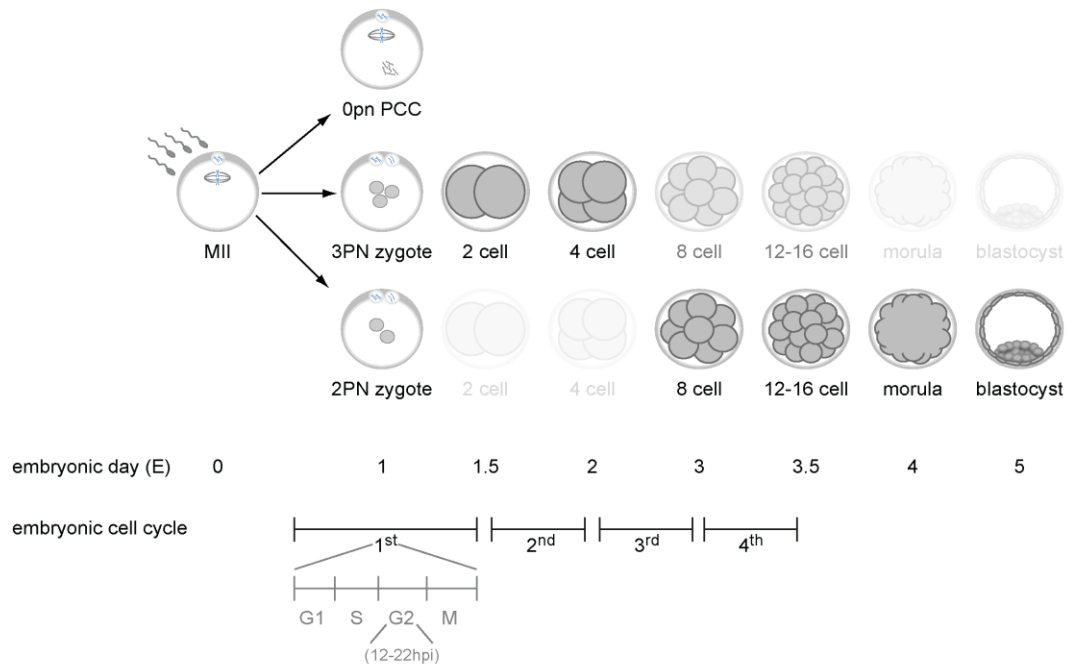 0pn PCC
MII 3PN zygote 2 cell 4 cell 8 cell 12-16 cell morula blastocyst
2PN zygote 2 cell 4 cell 8 cell 12-16 cell morula blastocyst
embryonic day (E) 0 1 1.5 2 3 3.5 4 5
embryonic cell cycle
1st 2nd 3rd 4th
G1 S G2 M
(12-22hpi)